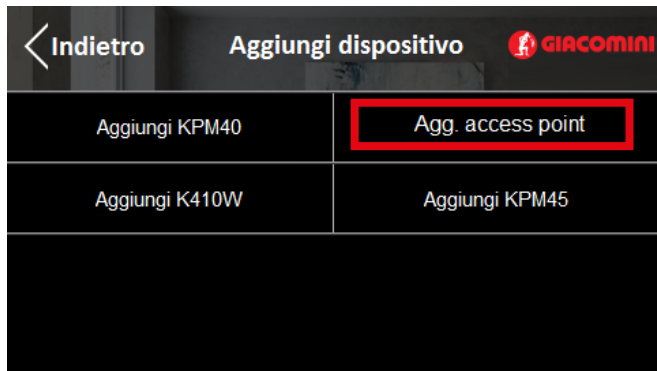 Indietro
Aggiungi dispositivo
GIACOMINI
Aggiungi KPM40
Agg. access point
Aggiungi K410W
Aggiungi KPM45